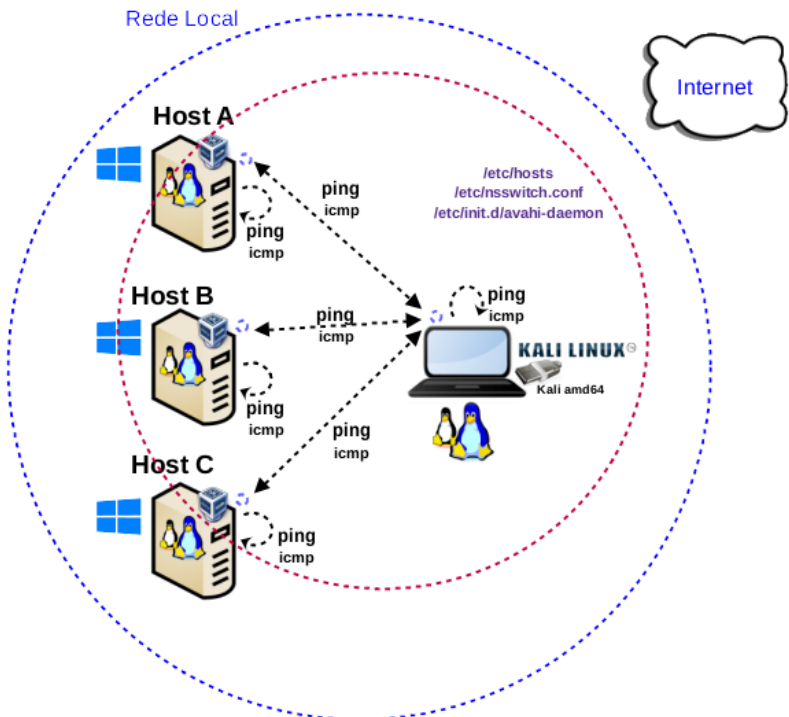 Rede Local
Internet
Host A
ping
icmp
ping
icmp
/etc/hosts
/etc/nsswitch.conf
/etc/init.d/avahi-daemon
Host B
ping
icmp
ping
icmp
ping
icmp
KALI LINUX
Kali amd64
Host C
ping
icmp
ping
icmp